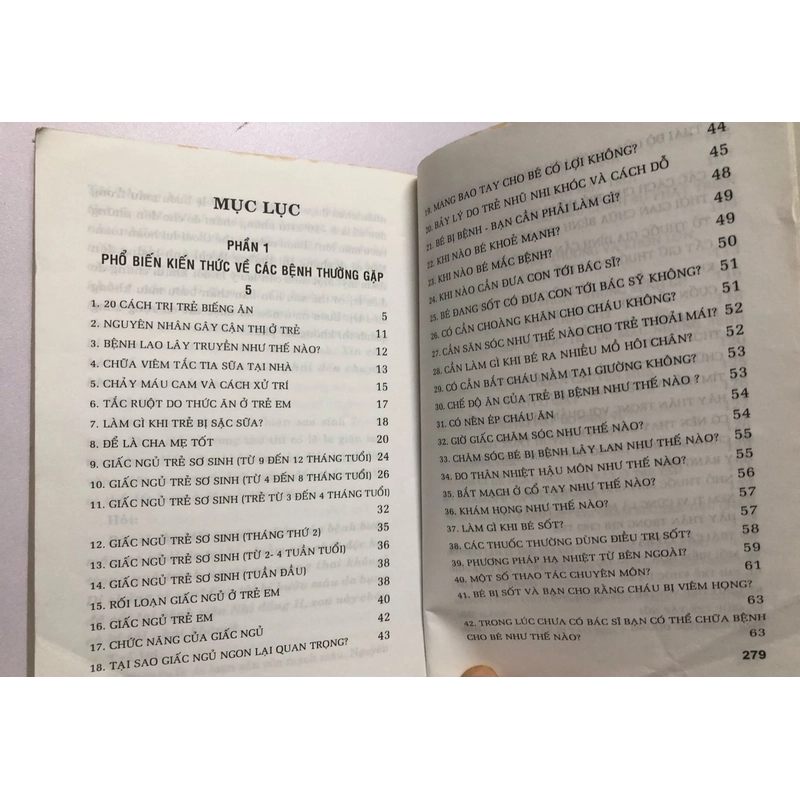 MỤC LỤC
PHẦN 1
PHỔ BIẾN KIẾN THỨC VỀ CÁC BỆNH THƯỜNG GẶP
5
1. 20 CÁCH TRỊ TRẺ BIẾNG ĂN 5
2. NGUYÊN NHÂN GÂY CẬN THỊ Ở TRẺ 11
3. BỆNH LAO LÂY TRUYỀN NHƯ THẾ NÀO? 12
4. CHỮA VIÊM TẮC TIA SỮA TẠI NHÀ 13
5. CHẢY MÁU CAM VÀ CÁCH XỬ TRÍ 15
6. TẮC RUỘT DO THỨC ĂN Ở TRẺ EM 17
7. LÀM GÌ KHI TRẺ BỊ SẶC SỮA? 18
8. ĐỂ LÀ CHA MẸ TỐT 20
9. GIẤC NGỦ TRẺ SƠ SINH (TỪ 9 ĐẾN 12 THÁNG TUỔI) 24
10. GIẤC NGỦ TRẺ SƠ SINH (TỪ 4 ĐẾN 8 THÁNG TUỔI) 26
11. GIẤC NGỦ TRẺ SƠ SINH (TRẺ TỪ 3 ĐẾN 4 THÁNG TUỔI)
32
12. GIẤC NGỦ TRẺ SƠ SINH (THÁNG THỨ 2) 35
13. GIẤC NGỦ TRẺ SƠ SINH (TỪ 2- 4 TUẦN TUỔI) 36
14. GIẤC NGỦ TRẺ SƠ SINH (TUẦN ĐẦU) 38
15. RỐI LOẠN GIẤC NGỦ Ở TRẺ EM 38
16. GIẤC NGỦ TRẺ EM 40
17. CHỨC NĂNG CỦA GIẤC NGỦ 42
18. TẠI SAO GIẤC NGỦ NGON LẠI QUAN TRỌNG? 43
19. MANG BAO TAY CHO BÉ CÓ LỢI KHÔNG? 44
20. BẢY LÝ DO TRẺ NHŨ NHI KHÓC VÀ CÁCH DỖ 45
21. BÉ BỊ BỆNH - BẠN CẦN PHẢI LÀM GÌ? 48
22. KHI NÀO BÉ KHOẺ MẠNH? 49
23. KHI NÀO BÉ MẮC BỆNH? 49
24. KHI NÀO CẦN ĐƯA CON TỚI BÁC SĨ? 50
25. BÉ ĐANG SỐT CÓ ĐƯA CON TỚI BÁC SỸ KHÔNG? 51
26. CÓ CẦN CHOÀNG KHĂN CHO CHÁU KHÔNG? 51
27. CẦN SĂN SÓC NHƯ THẾ NÀO CHO TRẺ THOẢI MÁI? 52
28. CẦN LÀM GÌ KHI BÉ RA NHIỀU MỒ HÔI CHÂN? 52
29. CÓ CẦN BẮT CHÁU NẰM TẠI GIƯỜNG KHÔNG? 53
30. CHẾ ĐỘ ĂN CỦA TRẺ BỊ BỆNH NHƯ THẾ NÀO ? 53
31. CÓ NÊN ÉP CHÁU ĂN 54
32. GIỜ GIẤC CHĂM SÓC NHƯ THẾ NÀO? 54
33. CHĂM SÓC BÉ BỊ BỆNH LÂY LAN NHƯ THẾ NÀO? 55
34. ĐO THÂN NHIỆT HẬU MÔN NHƯ THẾ NÀO? 55
35. BẮT MẠCH Ở CỔ TAY NHƯ THẾ NÀO? 56
36. KHÁM HỌNG NHƯ THẾ NÀO? 57
37. LÀM GÌ KHI BÉ SỐT? 57
38. CÁC THUỐC THƯỜNG DÙNG ĐIỀU TRỊ SỐT? 58
39. PHƯƠNG PHÁP HẠ NHIỆT TỪ BÊN NGOÀI? 59
40. MỘT SỐ THAO TÁC CHUYÊN MÔN? 61
41. BÉ BỊ SỐT VÀ BẠN CHO RẰNG CHÁU BỊ VIÊM HỌNG?
63
42. TRONG LÚC CHƯA CÓ BÁC SĨ BẠN CÓ THỂ CHỮA BỆNH
CHO BÉ NHƯ THẾ NÀO? 63
279